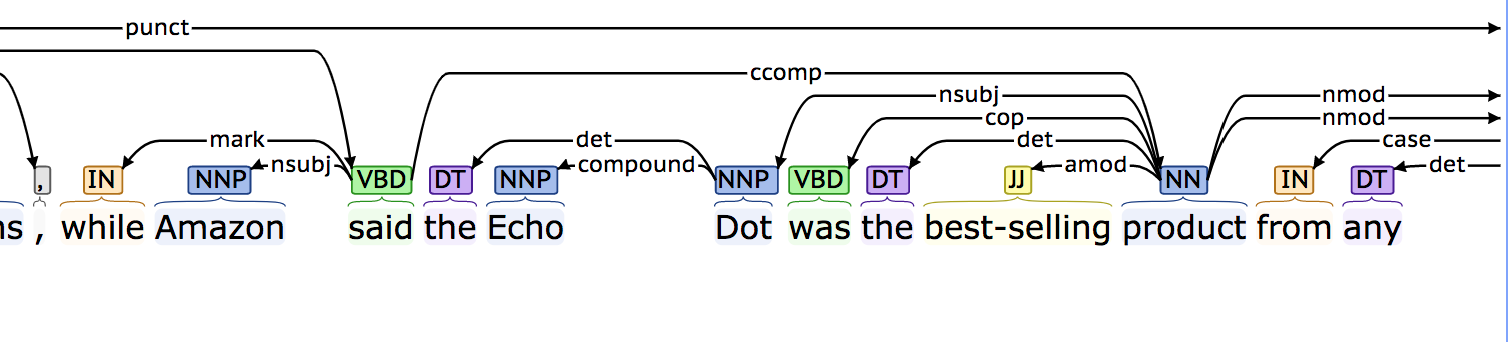 punct
ccomp
nsubj nmod
cop nmod
mark det det case
nsubj compound amod det
, IN NNP VBD DT NNP NNP VBD DT JJ NN IN DT
ns , while Amazon said the Echo Dot was the best-selling product from any